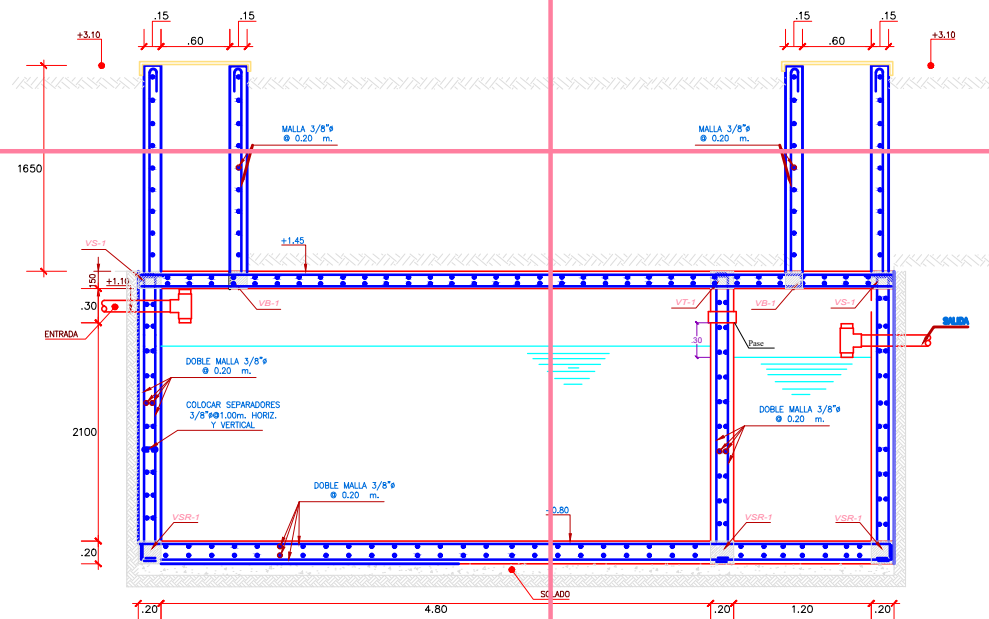 .15
.15
.60
+3.10
.15
.15
.60
+3.10
MALLA 3/8"ø
@ 0.20 m.
MALLA 3/8"ø
@ 0.20 m.
1650
VS-1
+1.45
+1.10
.30
VB-1
VT-1
VB-1
VS-1
ENTRADA
SALIDA
.30
Pase
DOBLE MALLA 3/8"ø
@ 0.20 m.
COLOCAR SEPARADORES
3/8"ø@1.00m. HORIZ.
Y VERTICAL
DOBLE MALLA 3/8"ø
@ 0.20 m.
2100
DOBLE MALLA 3/8"ø
@ 0.20 m.
VSR-1
-0.80
VSR-1
VSR-1
.20
SOLADO
.20
4.80
.20
1.20
.20